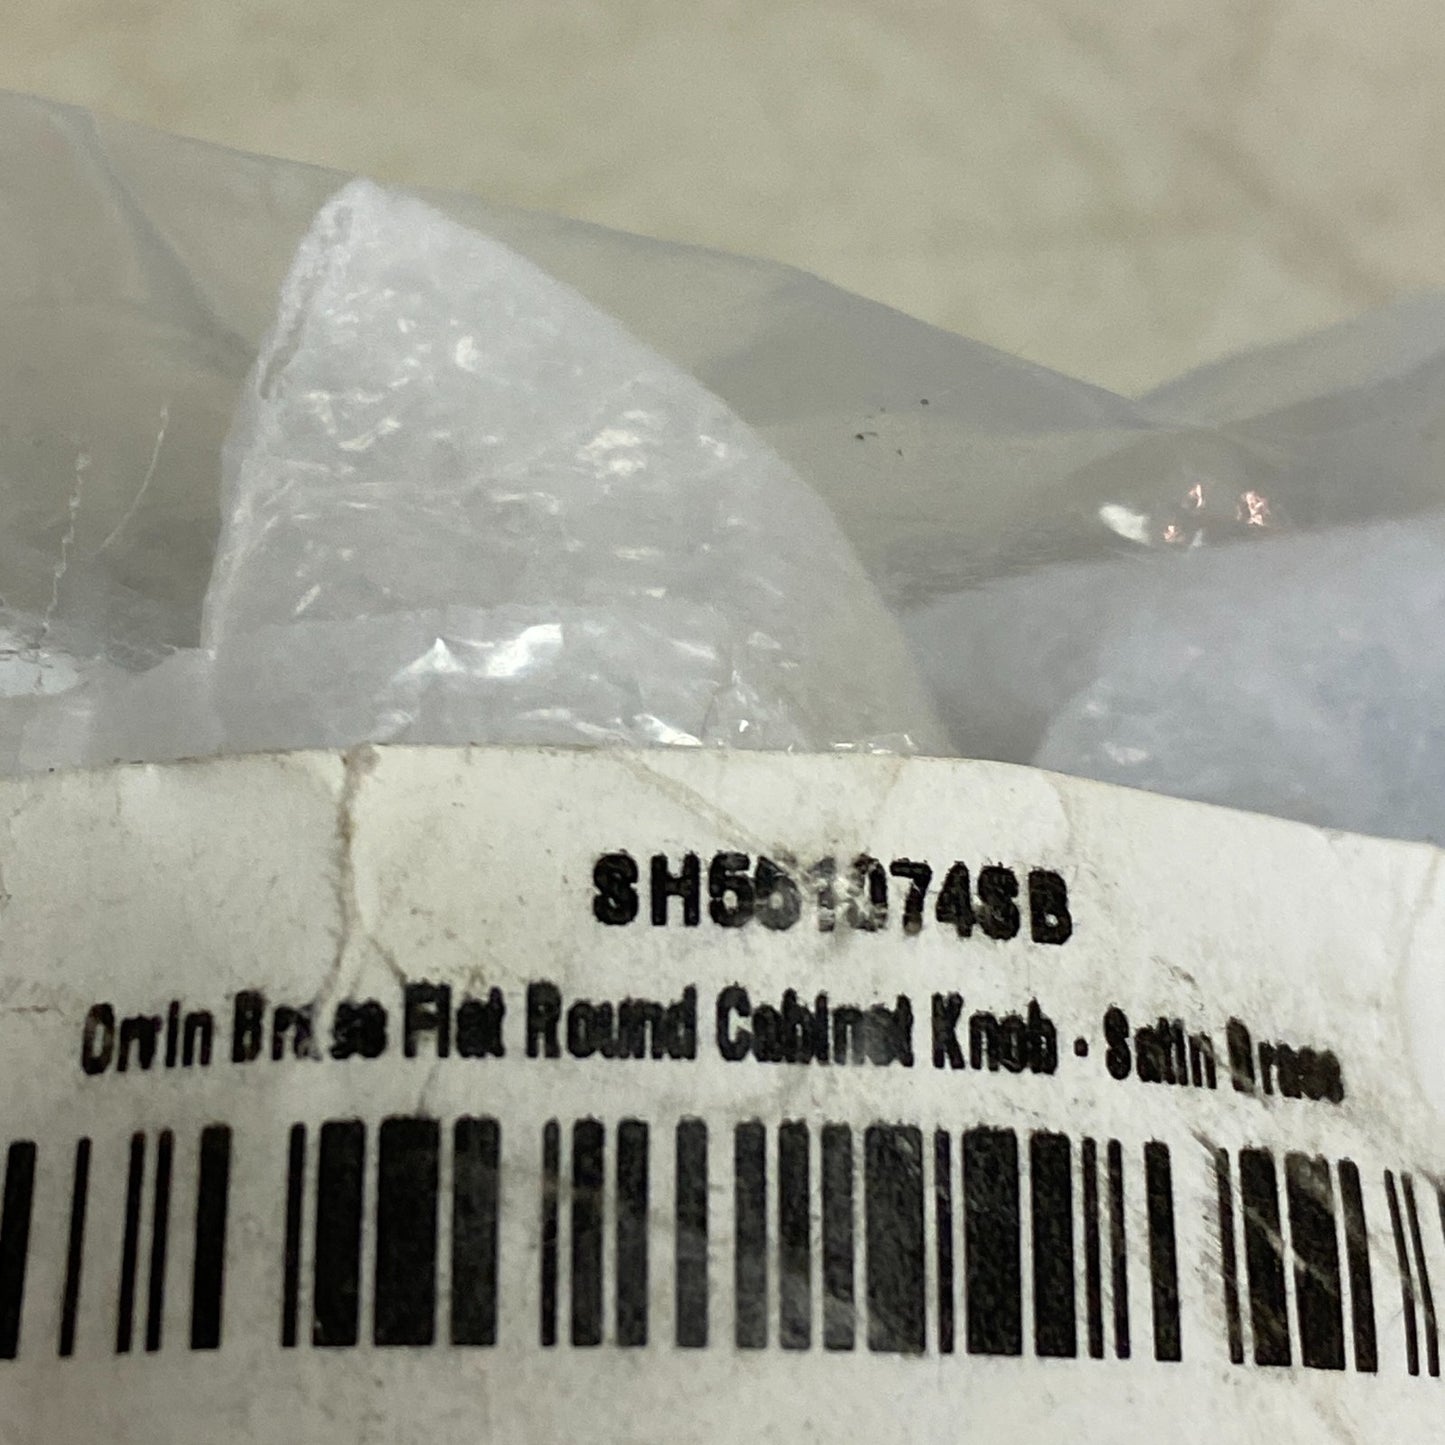 SH551074SB
Orvin Brass Flat Round Cabinet Knob - Satin Brass